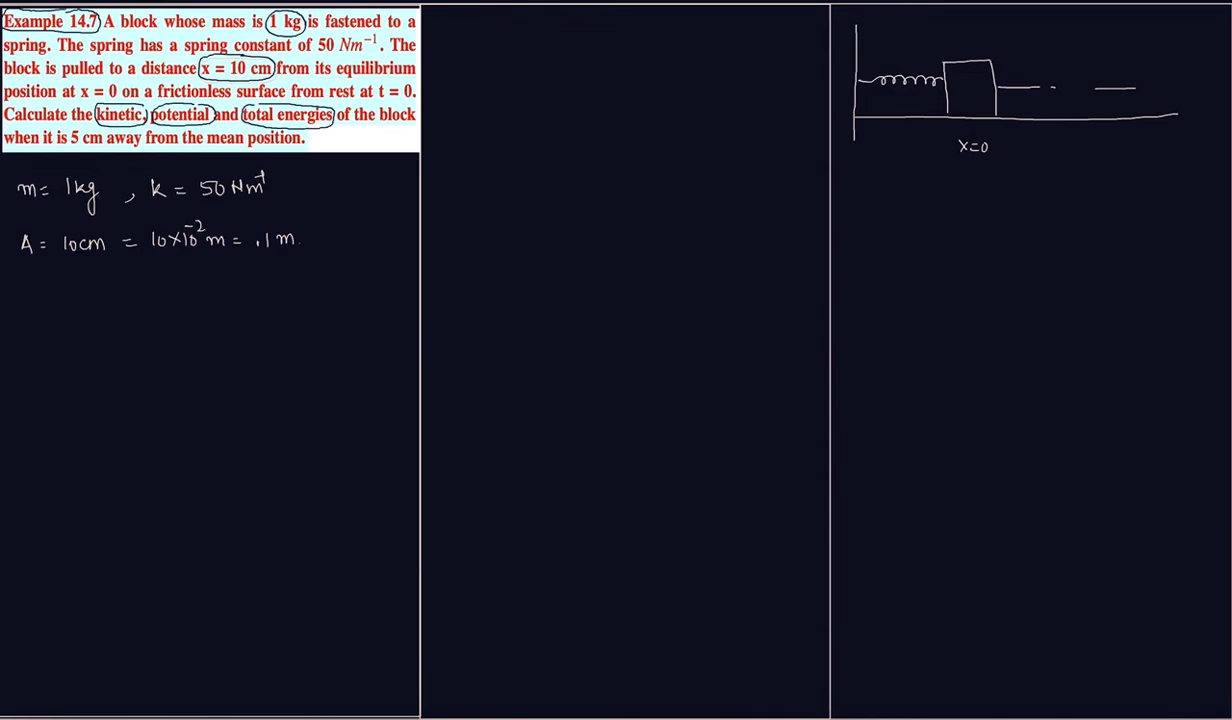 Example 14.7 A block whose mass is 1 kg is fastened to a
spring. The spring has a spring constant of 50 Nm⁻¹. The
block is pulled to a distance x = 10 cm from its equilibrium
position at x = 0 on a frictionless surface from rest at t = 0.
Calculate the kinetic, potential and total energies of the block
when it is 5 cm away from the mean position.
m = 1kg , k = 50 Nm⁻¹
A = 10cm = 10×10⁻² m = .1 m.
x=0